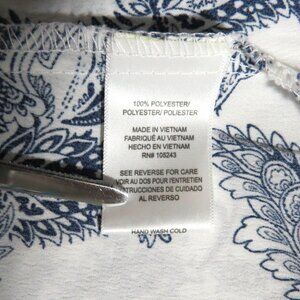 100% POLYESTER/
POLYESTER/ POLIESTER
MADE IN VIETNAM
FABRIQUÉ AU VIETNAM
HECHO EN VIETNAM
RN# 105243
SEE REVERSE FOR CARE
VOIR AU DOS POUR L'ENTRETIEN
INSTRUCCIONES DE CUIDADO
AL REVERSO
HAND WASH COLD